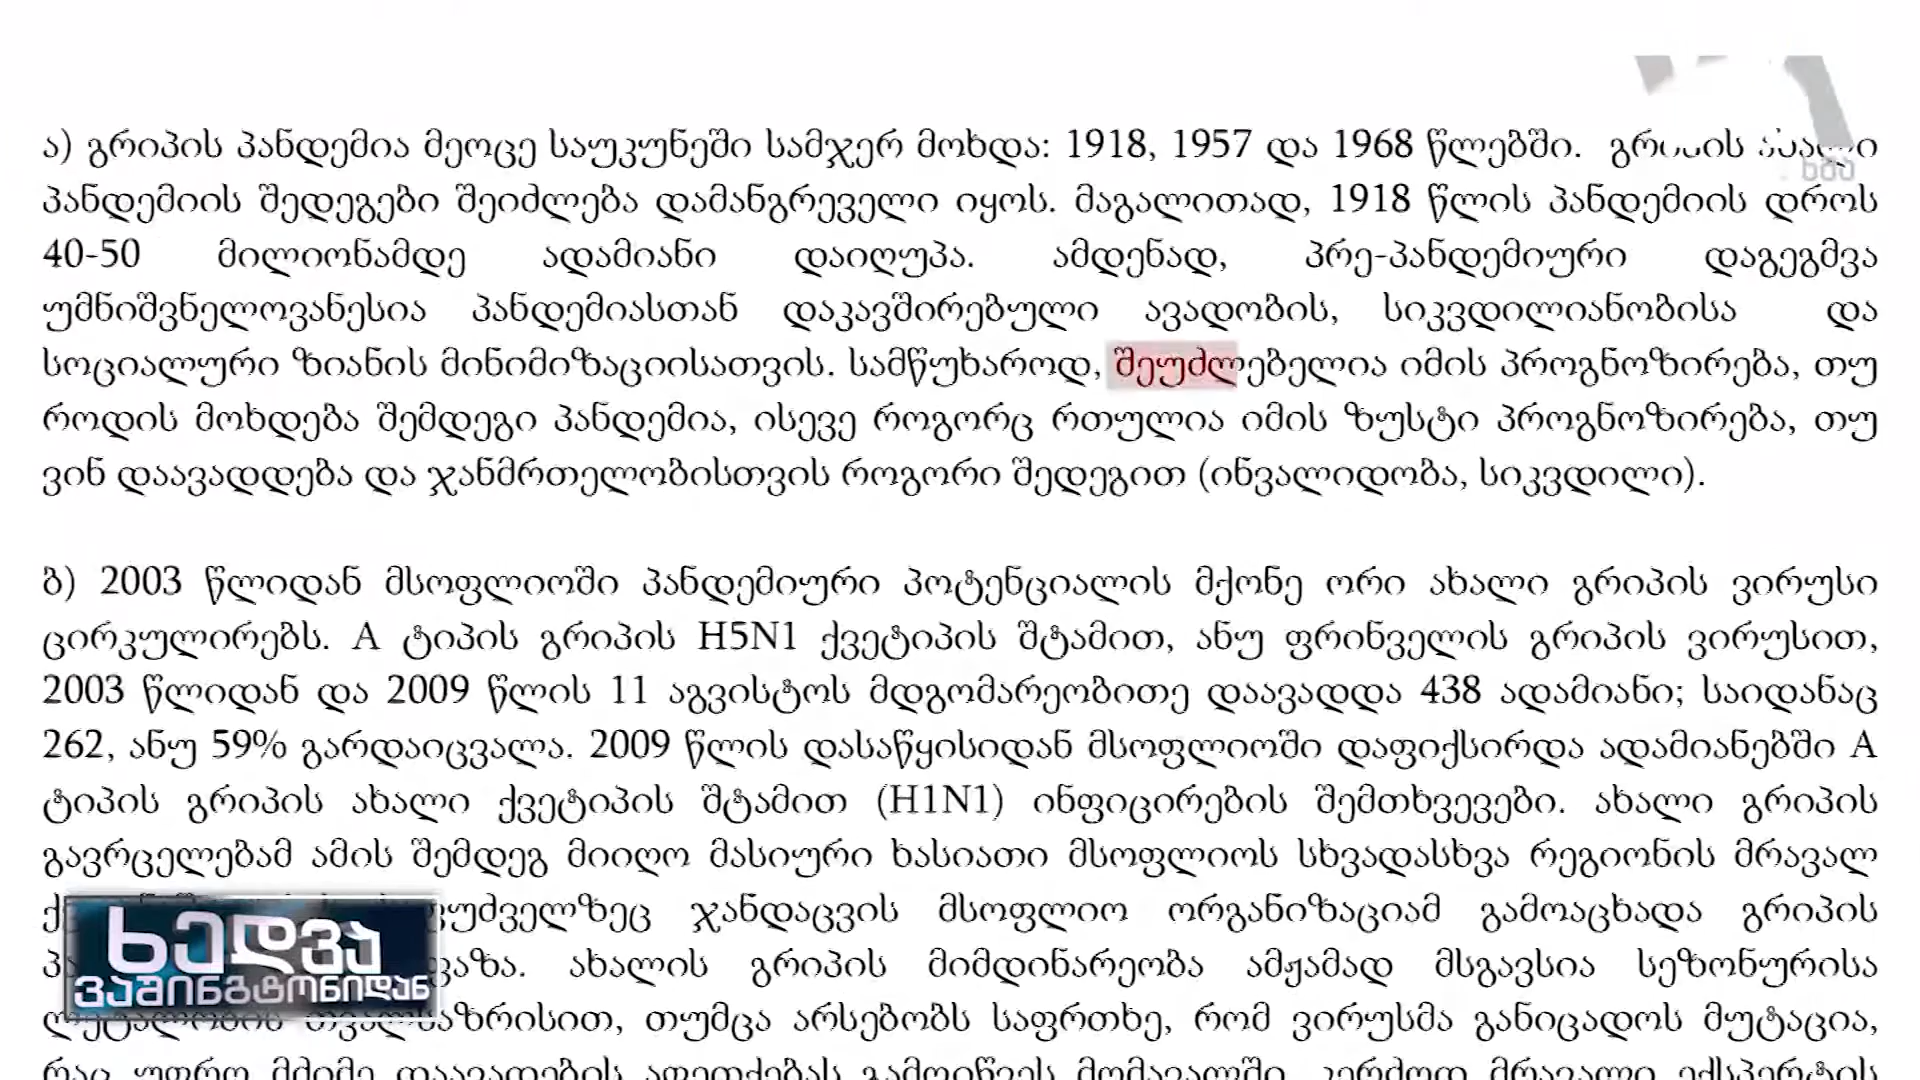 ა) გრიპის პანდემია მეოცე საუკუნეში სამჯერ მოხდა: 1918, 1957 და 1968 წლებში.
პანდემიის შედეგები შეიძლება დამანგრეველი იყოს. მაგალითად, 1918 წლის პანდემიის დროს
40-50 მილიონამდე ადამიანი დაიღუპა. ამდენად, პრე-პანდემიური დაგეგმვა
უმნიშვნელოვანესია პანდემიასთან დაკავშირებული ავადობის, სიკვდილიანობისა და
სოციალური ზიანის მინიმიზაციისათვის. სამწუხაროდ, შეუძლებელია იმის პროგნოზირება, თუ
როდის მოხდება შემდეგი პანდემია, ისევე როგორც რთულია იმის ზუსტი პროგნოზირება, თუ
ვინ დაავადდება და ჯანმრთელობისთვის როგორი შედეგით (ინვალიდობა, სიკვდილი).
ბ) 2003 წლიდან მსოფლიოში პანდემიური პოტენციალის მქონე ორი ახალი გრიპის ვირუსი
ცირკულირებს. A ტიპის გრიპის H5N1 ქვეტიპის შტამით, ანუ ფრინველის გრიპის ვირუსით,
2003 წლიდან და 2009 წლის 11 აგვისტოს მდგომარეობითე დაავადდა 438 ადამიანი; საიდანაც
262, ანუ 59% გარდაიცვალა. 2009 წლის დასაწყისიდან მსოფლიოში დაფიქსირდა ადამიანებში A
ტიპის გრიპის ახალი ქვეტიპის შტამით (H1N1) ინფიცირების შემთხვევები. ახალი გრიპის
გავრცელებამ ამის შემდეგ მიიღო მასიური ხასიათი მსოფლიოს სხვადასხვა რეგიონის მრავალ
ჯანდაცვის მსოფლიო ორგანიზაციამ გამოაცხადა გრიპის
ახალის გრიპის მიმდინარეობა ამჟამად მსგავსია სეზონურისა
თუმცა არსებობს საფრთხე, რომ ვირუსმა განიცადოს მუტაცია,
ხედვა
ვაშინგტონიდან